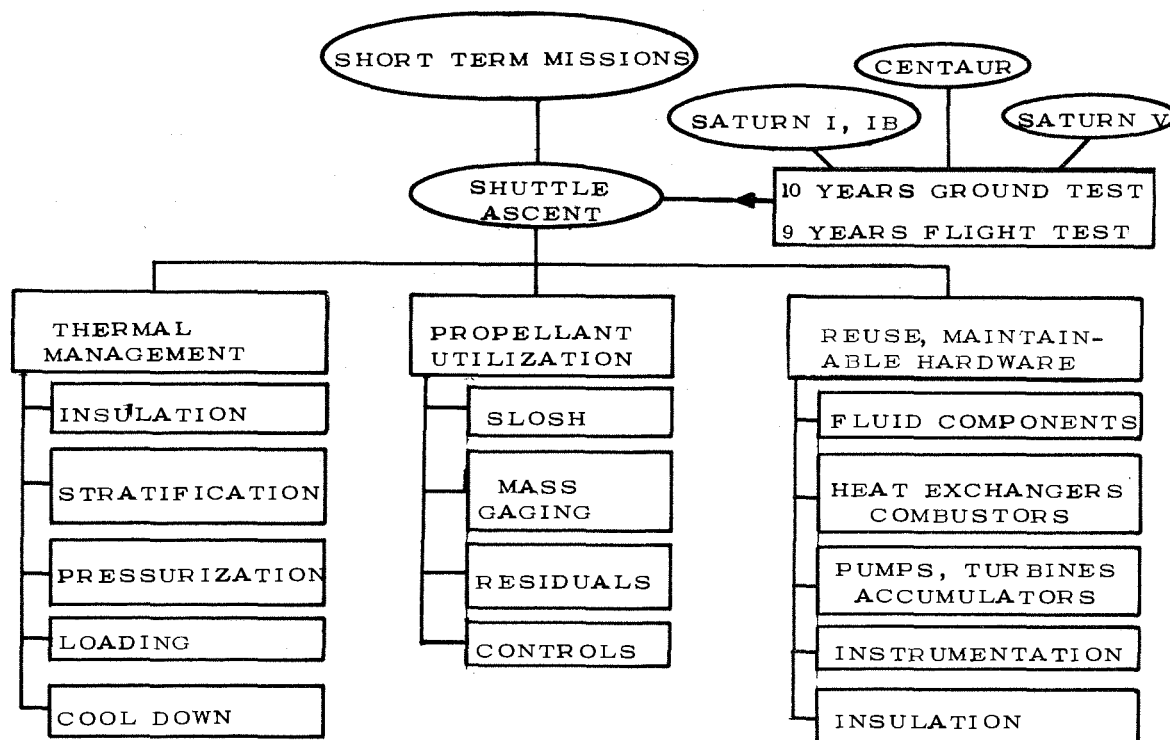 SHORT TERM MISSIONS
CENTAUR
SATURN I, IB
SATURN V
SHUTTLE
ASCENT
10 YEARS GROUND TEST
9 YEARS FLIGHT TEST
THERMAL
MANAGEMENT
INSULATION
STRATIFICATION
PRESSURIZATION
LOADING
COOL DOWN
PROPELLANT
UTILIZATION
SLOSH
MASS
GAGING
RESIDUALS
CONTROLS
REUSE, MAINTAIN-
ABLE HARDWARE
FLUID COMPONENTS
HEAT EXCHANGERS
COMBUSTORS
PUMPS, TURBINES
ACCUMULATORS
INSTRUMENTATION
INSULATION